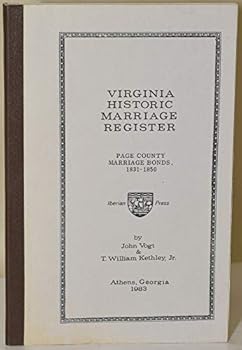 VIRGINIA
HISTORIC
MARRIAGE
REGISTER
PAGE COUNTY
MARRIAGE BONDS,
1831-1850
Iberian Press
by
John Vogt
&
T. William Kethley, Jr.
Athens, Georgia
1983